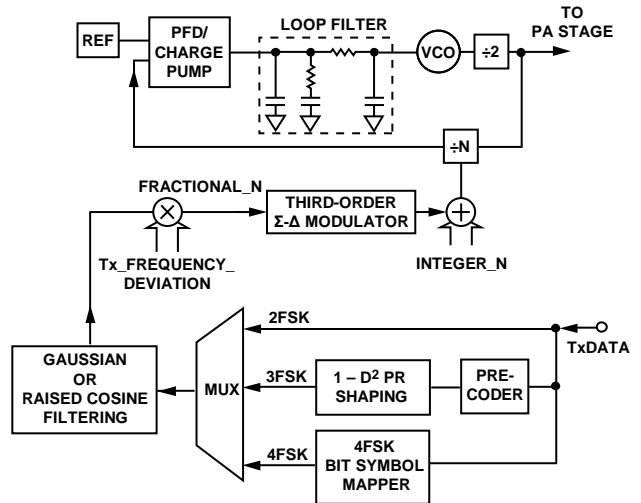 TO
PA STAGE
LOOP FILTER
REF
PFD/
CHARGE
PUMP
VCO
÷2
÷N
FRACTIONAL_N
THIRD-ORDER
Σ-Δ MODULATOR
Tx_FREQUENCY_
DEVIATION
INTEGER_N
2FSK
TxDATA
GAUSSIAN
OR
RAISED COSINE
FILTERING
MUX
3FSK
1 – D² PR
SHAPING
PRE-
CODER
4FSK
4FSK
BIT SYMBOL
MAPPER